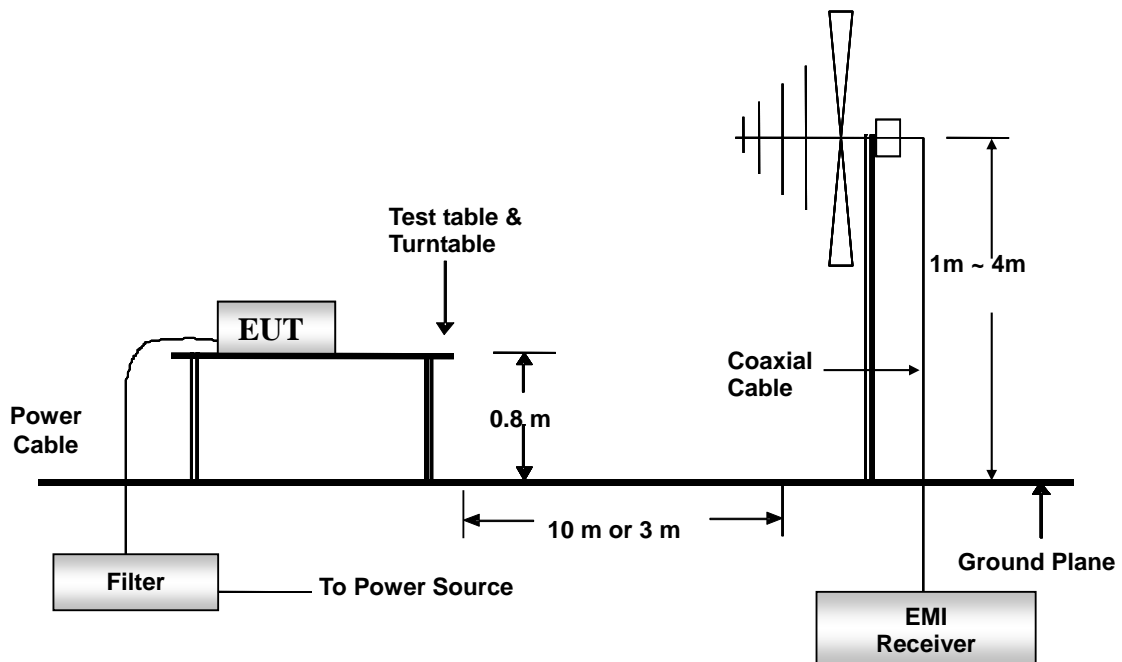 Test table &
Turntable
EUT
1m ~ 4m
Coaxial
Cable
0.8 m
Power
Cable
10 m or 3 m
Ground Plane
Filter
To Power Source
EMI
Receiver